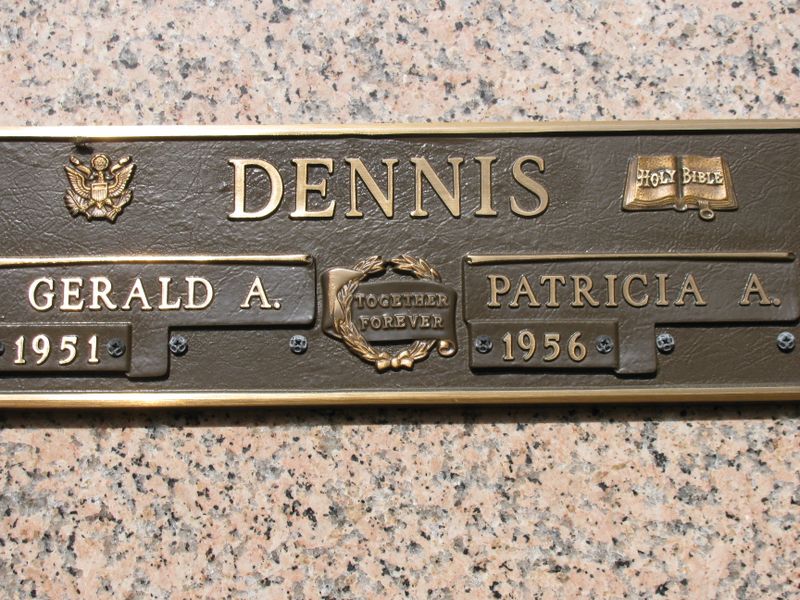 DENNIS
HOLY BIBLE
GERALD A.
1951
TOGETHER
FOREVER
PATRICIA A.
1956